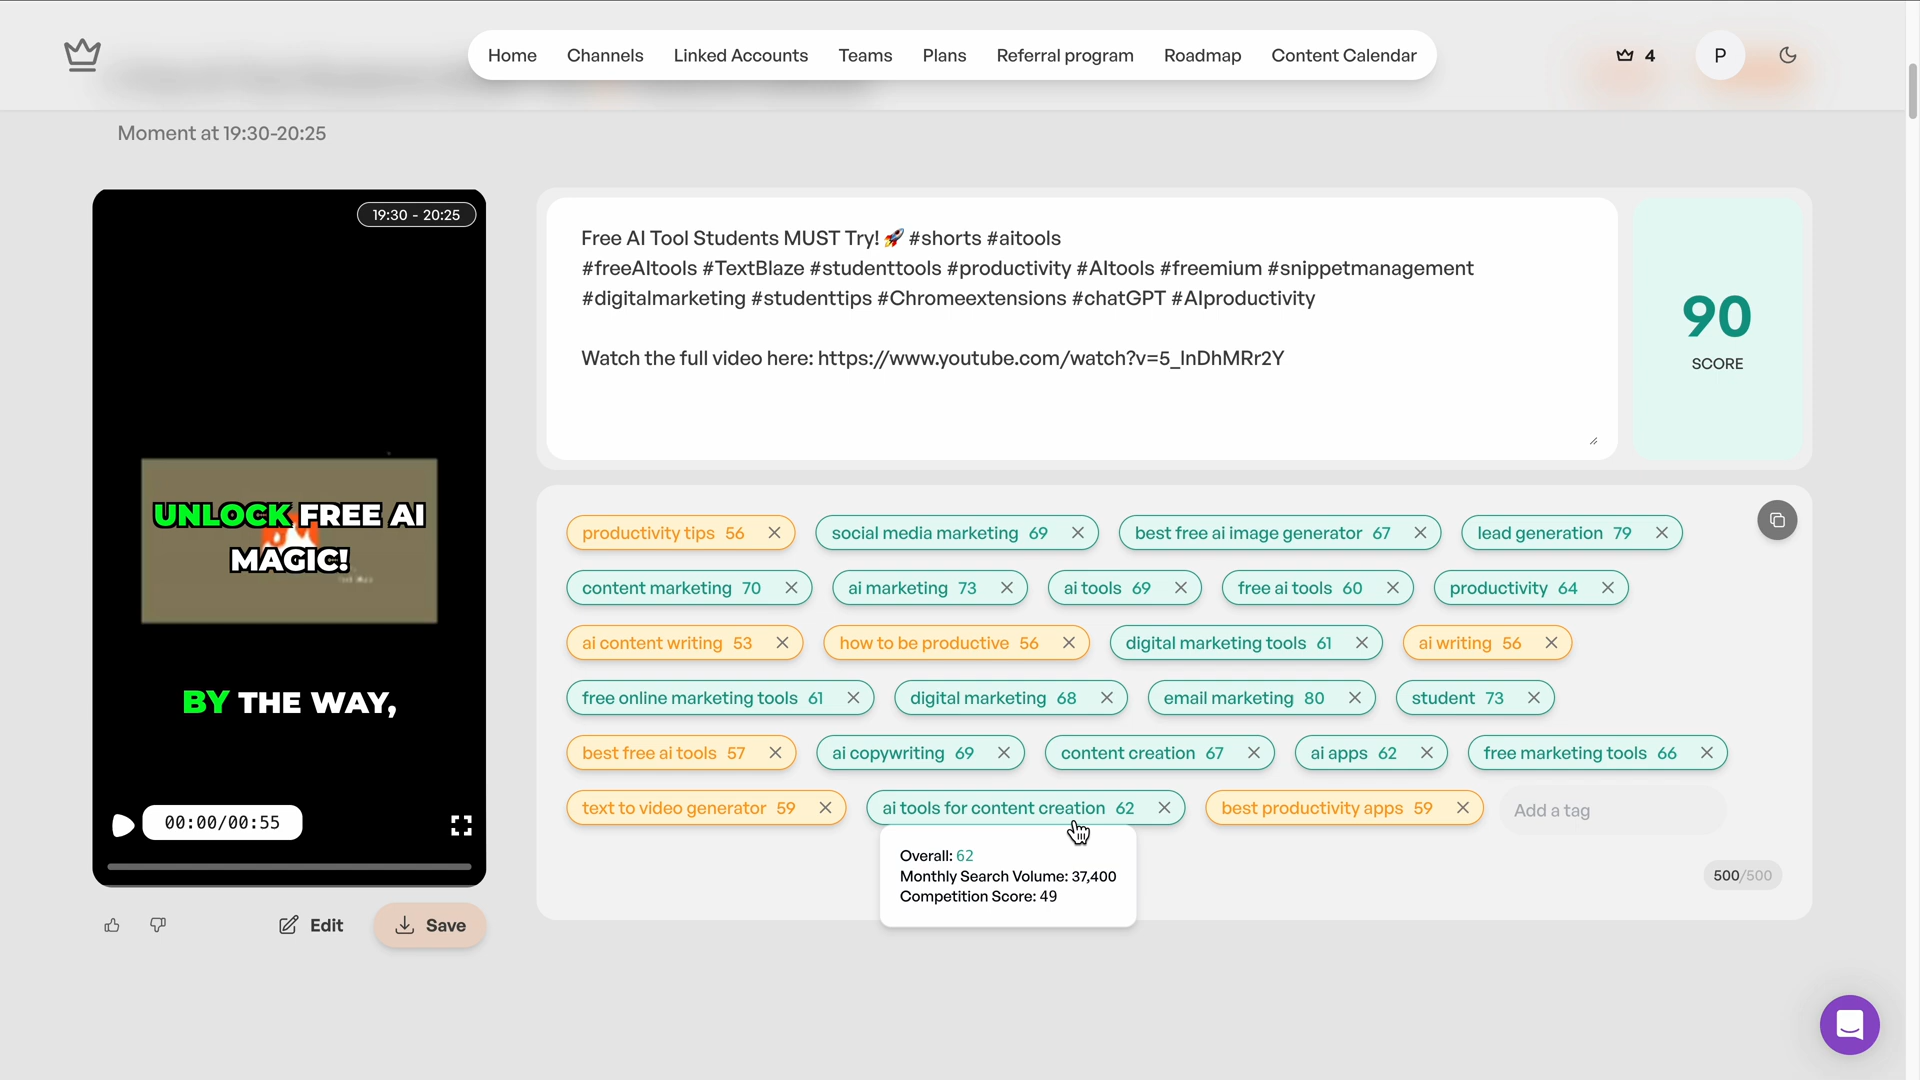 Home Channels Linked Accounts Teams Plans Referral program Roadmap Content Calendar
4
P
Moment at 19:30-20:25
19:30 - 20:25
UNLOCK FREE AI
MAGIC!
BY THE WAY,
00:00/00:55
Edit
Save
Free AI Tool Students MUST Try! 🚀 #shorts #aitools
#freeAItools #TextBlaze #studenttools #productivity #AItools #freemium #snippetmanagement
#digitalmarketing #studenttips #Chromeextensions #chatGPT #AIproductivity
Watch the full video here: https://www.youtube.com/watch?v=5_lnDhMRr2Y
90
SCORE
productivity tips 56 social media marketing 69 best free ai image generator 67 lead generation 79
content marketing 70 ai marketing 73 ai tools 69 free ai tools 60 productivity 64
ai content writing 53 how to be productive 56 digital marketing tools 61 ai writing 56
free online marketing tools 61 digital marketing 68 email marketing 80 student 73
best free ai tools 57 ai copywriting 69 content creation 67 ai apps 62 free marketing tools 66
text to video generator 59 ai tools for content creation 62 best productivity apps 59 Add a tag
Overall: 62
Monthly Search Volume: 37,400
Competition Score: 49
500/500